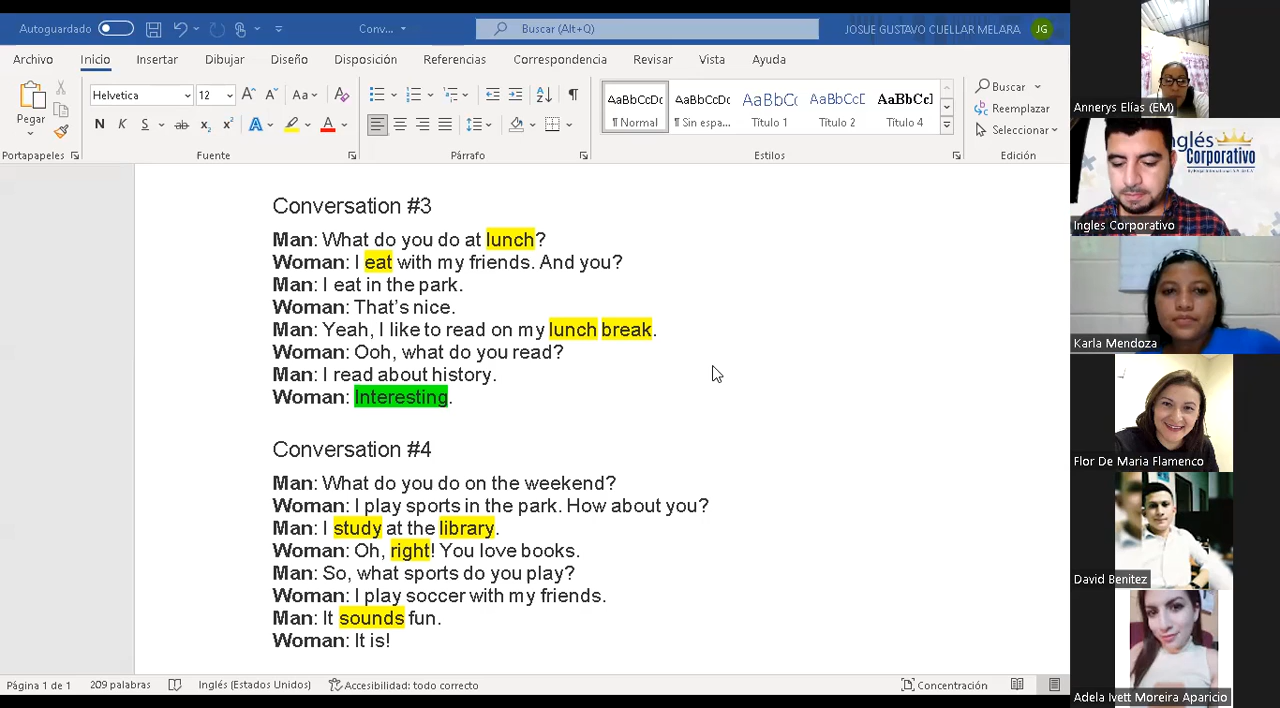 Autoguardado
Conv...
Buscar (Alt+Q)
JOSUE GUSTAVO CUELLAR MELARA
JG
Archivo Inicio Insertar Dibujar Diseño Disposición Referencias Correspondencia Revisar Vista Ayuda
Pegar
Portapapeles
Helvetica 12
N K S ab x₂ x² A A
Aa
Fuente
Párrafo
AaBbCcDc AaBbCcDc AaBbCc AaBbCcD AaBbCcI
¶ Normal ¶ Sin espa... Título 1 Título 2 Título 4
Estilos
Buscar
Reemplazar
Seleccionar
Edición
Conversation #3
Man: What do you do at lunch?
Woman: I eat with my friends. And you?
Man: I eat in the park.
Woman: That’s nice.
Man: Yeah, I like to read on my lunch break.
Woman: Ooh, what do you read?
Man: I read about history.
Woman: Interesting.
Conversation #4
Man: What do you do on the weekend?
Woman: I play sports in the park. How about you?
Man: I study at the library.
Woman: Oh, right! You love books.
Man: So, what sports do you play?
Woman: I play soccer with my friends.
Man: It sounds fun.
Woman: It is!
Página 1 de 1 209 palabras Inglés (Estados Unidos) Accesibilidad: todo correcto Concentración
Annerys Elías (EM)
Inglés
Corporativo
Ingles Corporativo
Karla Mendoza
Flor De Maria Flamenco
David Benitez
Adela Ivett Moreira Aparicio